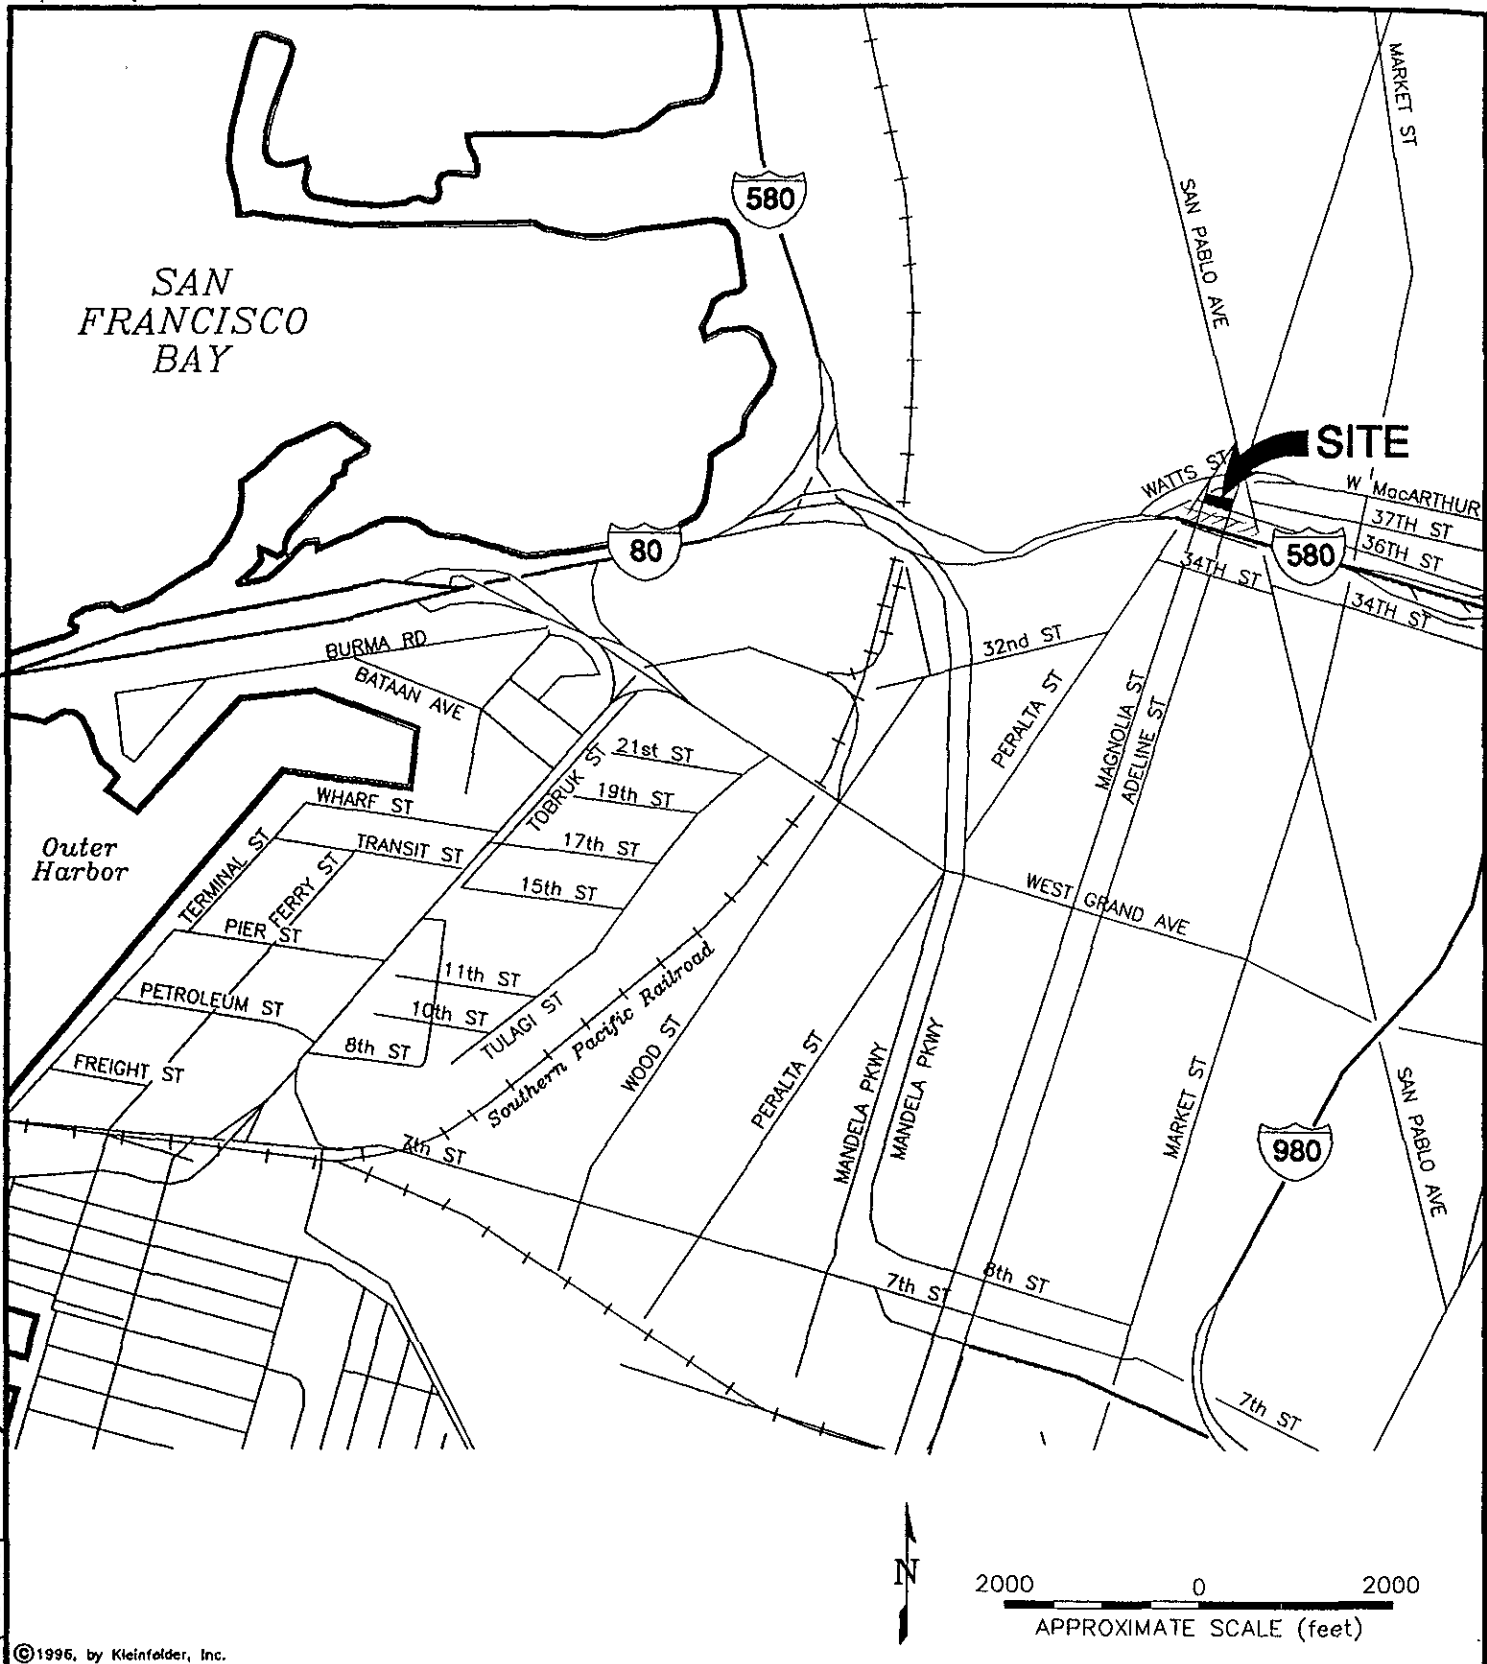 MARKET ST
580
SAN PABLO AVE
SAN
FRANCISCO
BAY
SITE
WATTS ST
W MacARTHUR
37TH ST
36TH ST
80
580
34TH ST
34TH ST
BURMA RD
32nd ST
BATAAN AVE
PERALTA ST
MAGNOLIA ST
ADELINE ST
21st ST
TOBRUK ST
19th ST
WHARF ST
17th ST
TRANSIT ST
Outer
Harbor
TERMINAL ST
FERRY ST
15th ST
WEST GRAND AVE
PIER ST
11th ST
PETROLEUM ST
10th ST
TULAGI ST
Southern Pacific Railroad
8th ST
FREIGHT ST
WOOD ST
PERALTA ST
MANDELA PKWY
MANDELA PKWY
MARKET ST
SAN PABLO AVE
980
7th ST
8th ST
7th ST
7th ST
N
2000 0 2000
APPROXIMATE SCALE (feet)
©1996, by Kleinfelder, Inc.